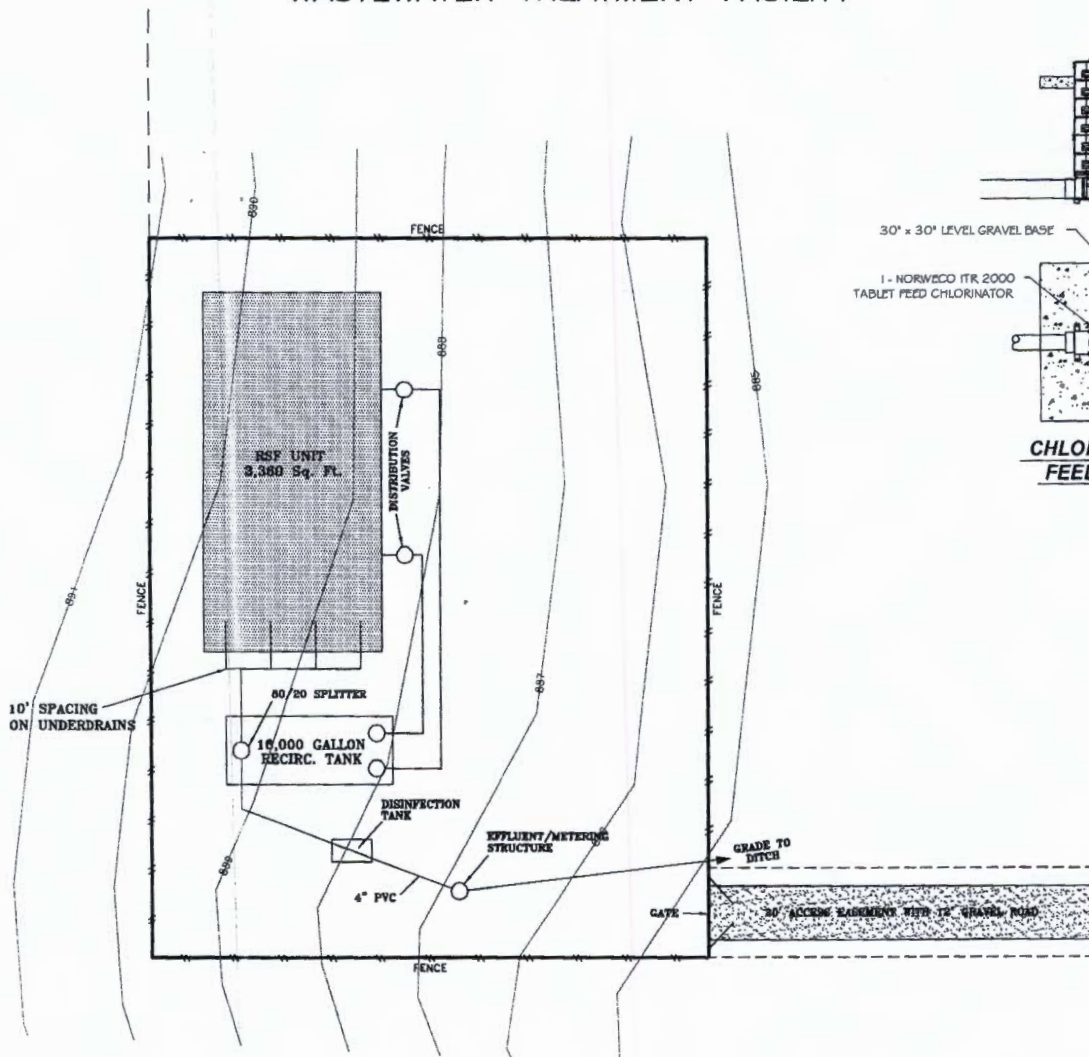 FENCE
890
888
885
30" x 30" LEVEL GRAVEL BASE
1 - NORWECO ITR 2000
TABLET FEED CHLORINATOR
RSF UNIT
3,360 Sq. Ft.
DISTRIBUTION
VALVES
FENCE
FENCE
891
887
10' SPACING
ON UNDERDRAINS
80/20 SPLITTER
GALLON
RECIRC. TANK
DISINFECTION
TANK
EFFLUENT/METERING
STRUCTURE
889
GRADE TO
DITCH
4" PVC
GATE
20' ACCESS EASEMENT WITH 12' GRAVEL ROAD
FENCE